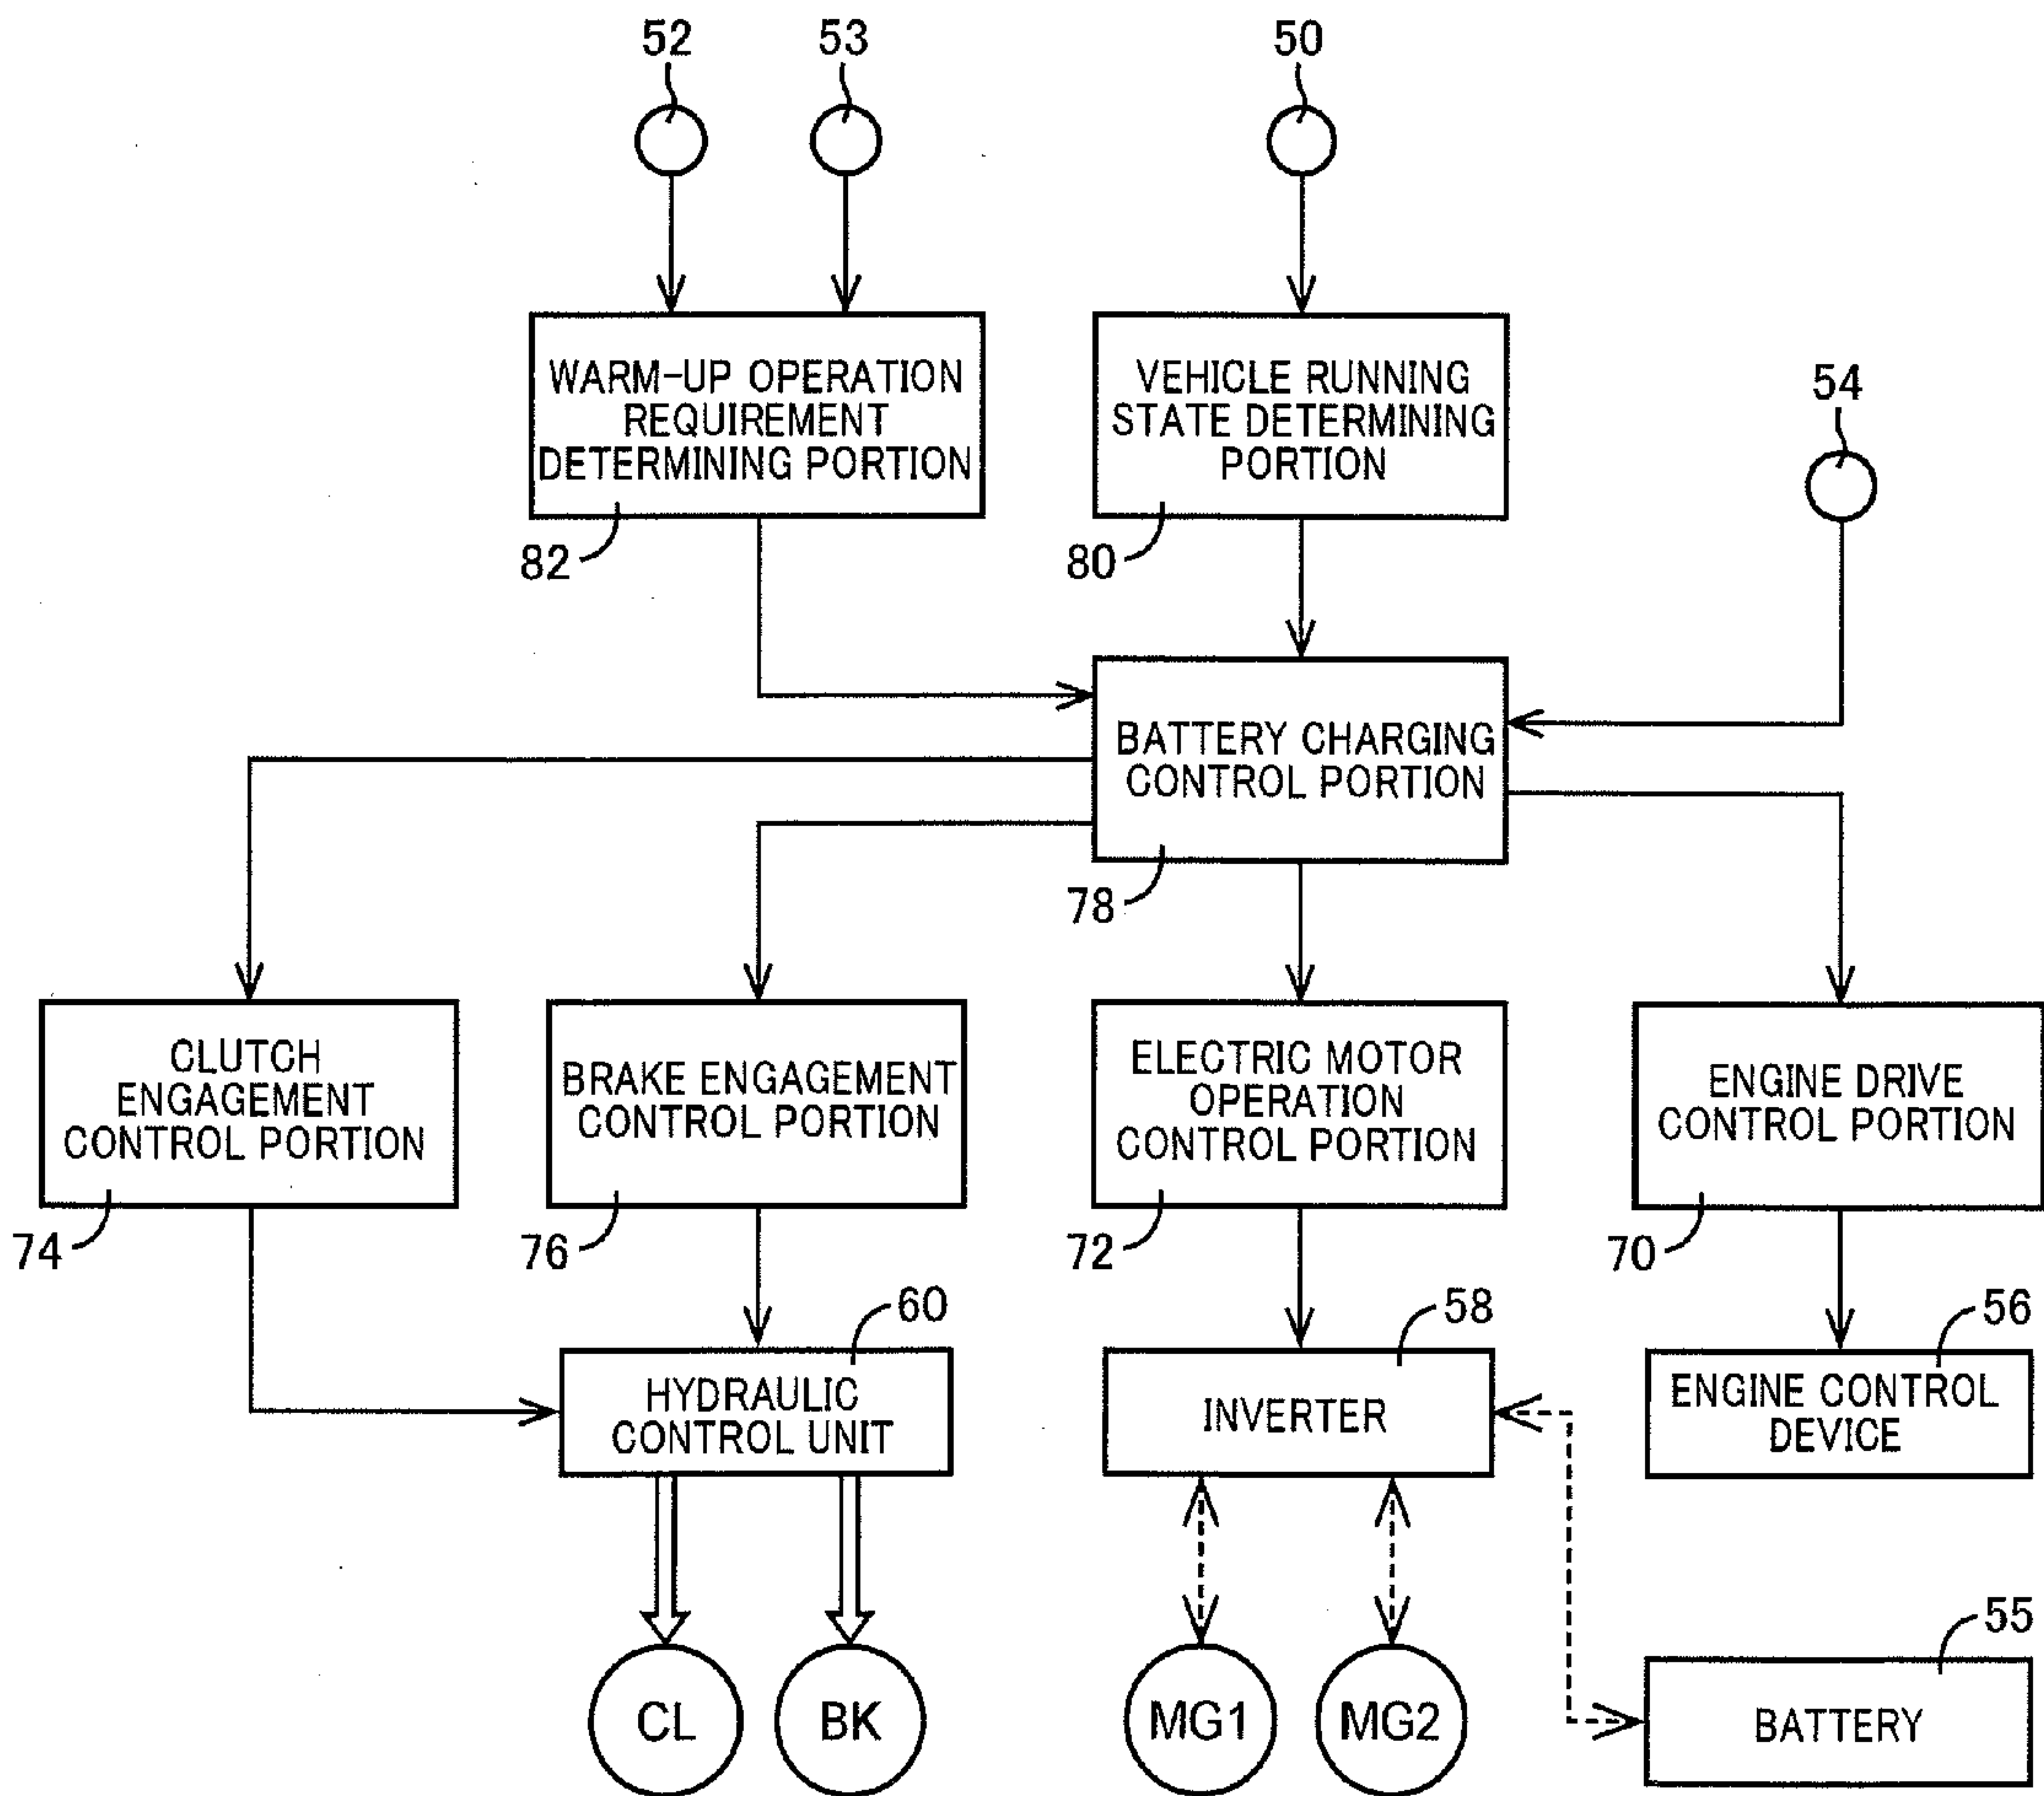 52
53
50
WARM-UP OPERATION
REQUIREMENT
DETERMINING PORTION
82
VEHICLE RUNNING
STATE DETERMINING
PORTION
80
54
BATTERY CHARGING
CONTROL PORTION
78
CLUTCH
ENGAGEMENT
CONTROL PORTION
74
BRAKE ENGAGEMENT
CONTROL PORTION
76
ELECTRIC MOTOR
OPERATION
CONTROL PORTION
72
ENGINE DRIVE
CONTROL PORTION
70
60
HYDRAULIC
CONTROL UNIT
58
INVERTER
56
ENGINE CONTROL
DEVICE
CL
BK
MG1
MG2
55
BATTERY